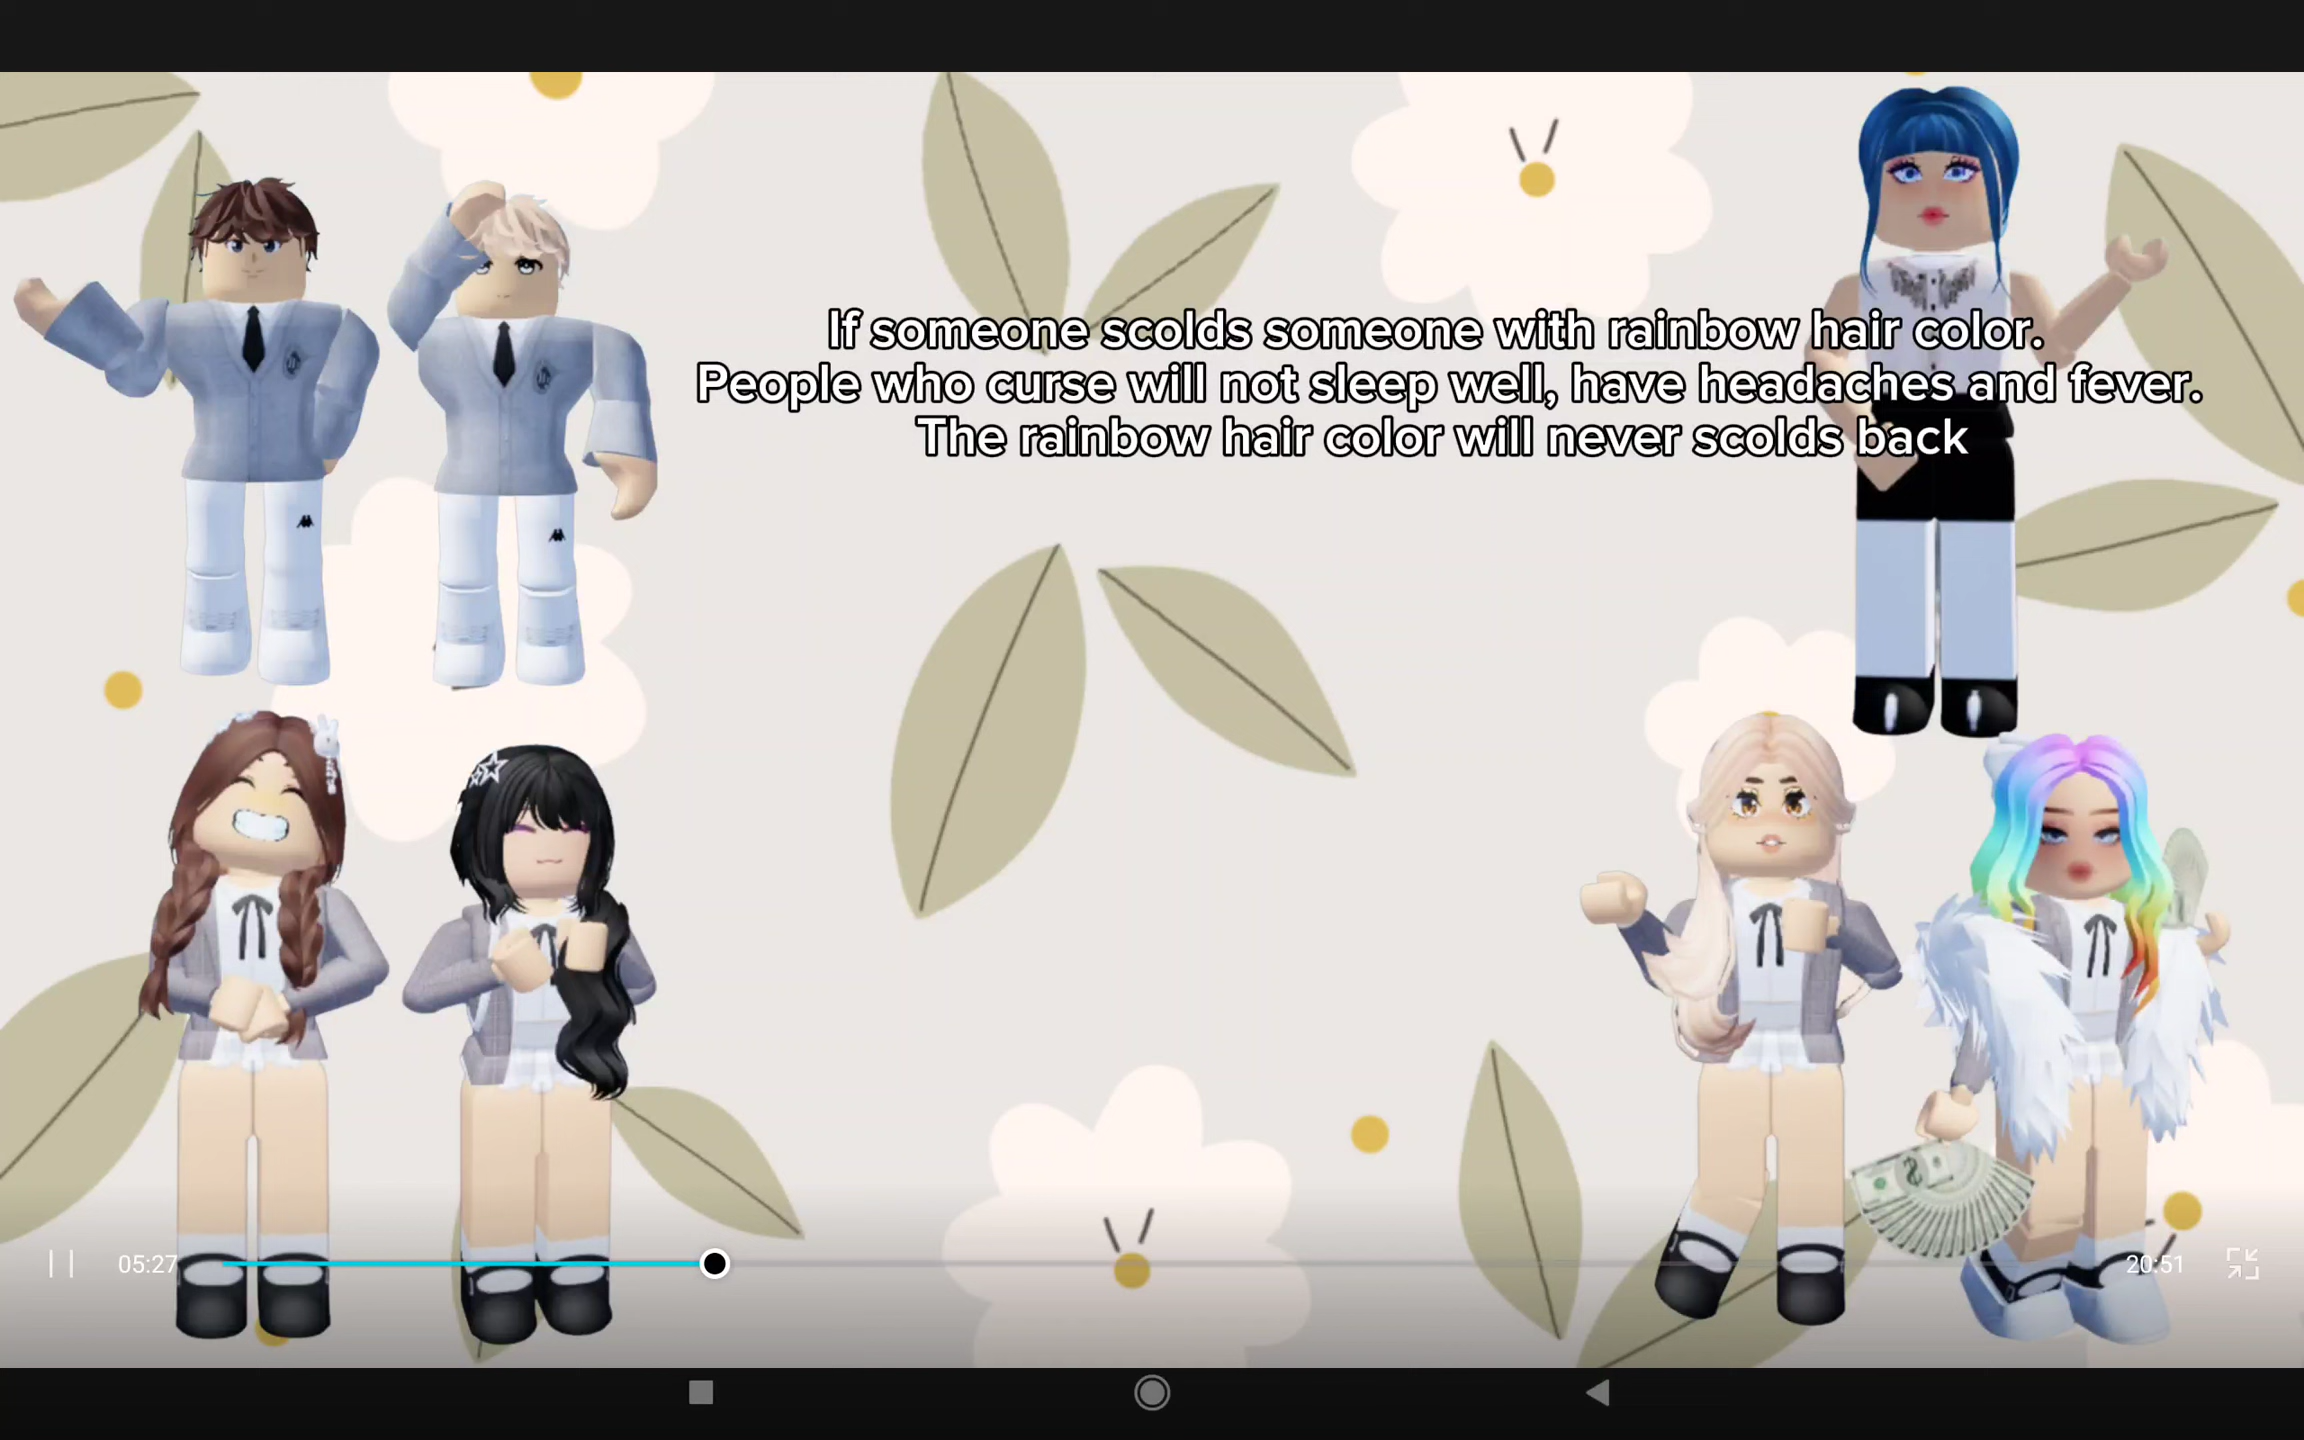 If someone scolds someone with rainbow hair color.
People who curse will not sleep well, have headaches and fever.
The rainbow hair color will never scolds back
05:27
20:51